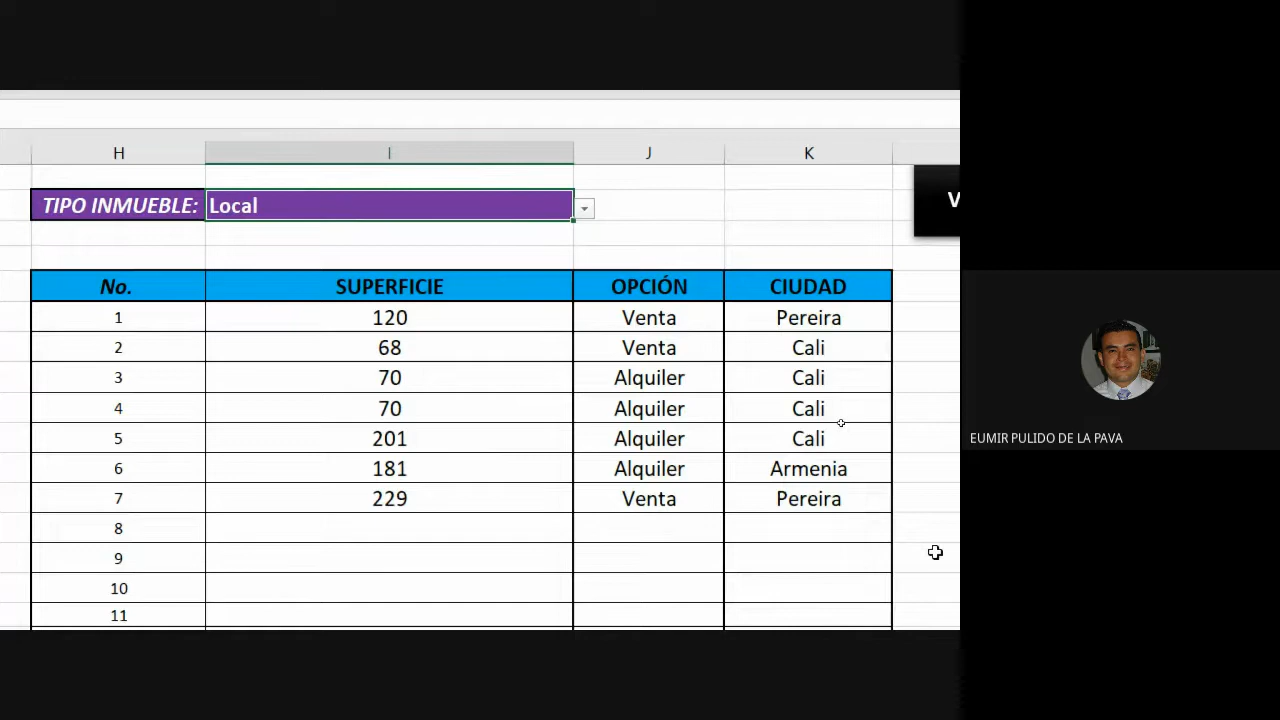 H I J K
TIPO INMUEBLE: Local
V
No. SUPERFICIE OPCIÓN CIUDAD
1 120 Venta Pereira
2 68 Venta Cali
3 70 Alquiler Cali
4 70 Alquiler Cali
5 201 Alquiler Cali
6 181 Alquiler Armenia
7 229 Venta Pereira
8
9
10
11
EUMIR PULIDO DE LA PAVA